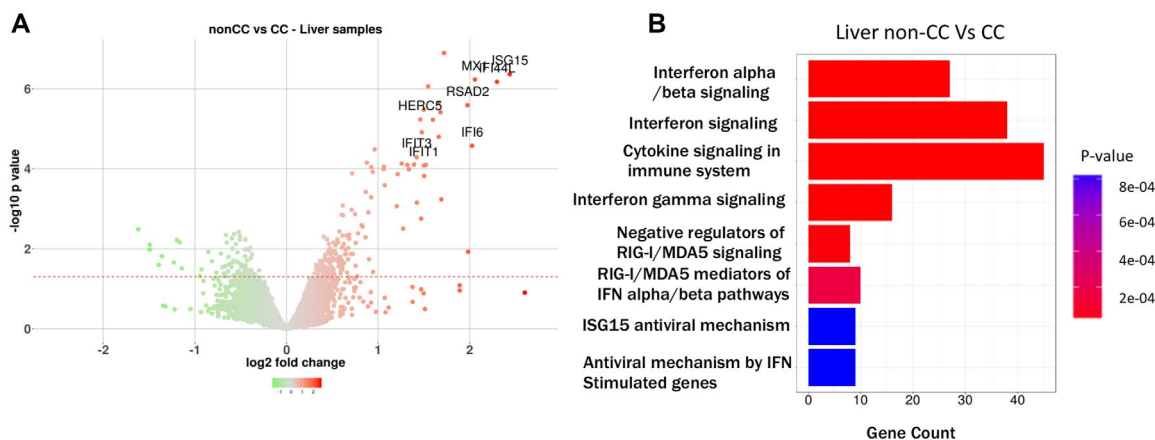 A
nonCC vs CC - Liver samples
-log10 p value
6
4
2
0
ISG15
MX1
IFI44L
RSAD2
HERC5
IFI6
IFIT3
IFIT1
-2
-1
0
1
2
log2 fold change
-1
0
1
2
B
Liver non-CC Vs CC
Interferon alpha
/beta signaling
Interferon signaling
Cytokine signaling in
immune system
Interferon gamma signaling
Negative regulators of
RIG-I/MDA5 signaling
RIG-I/MDA5 mediators of
IFN alpha/beta pathways
ISG15 antiviral mechanism
Antiviral mechanism by IFN
Stimulated genes
0
10
20
30
40
Gene Count
P-value
8e-04
6e-04
4e-04
2e-04